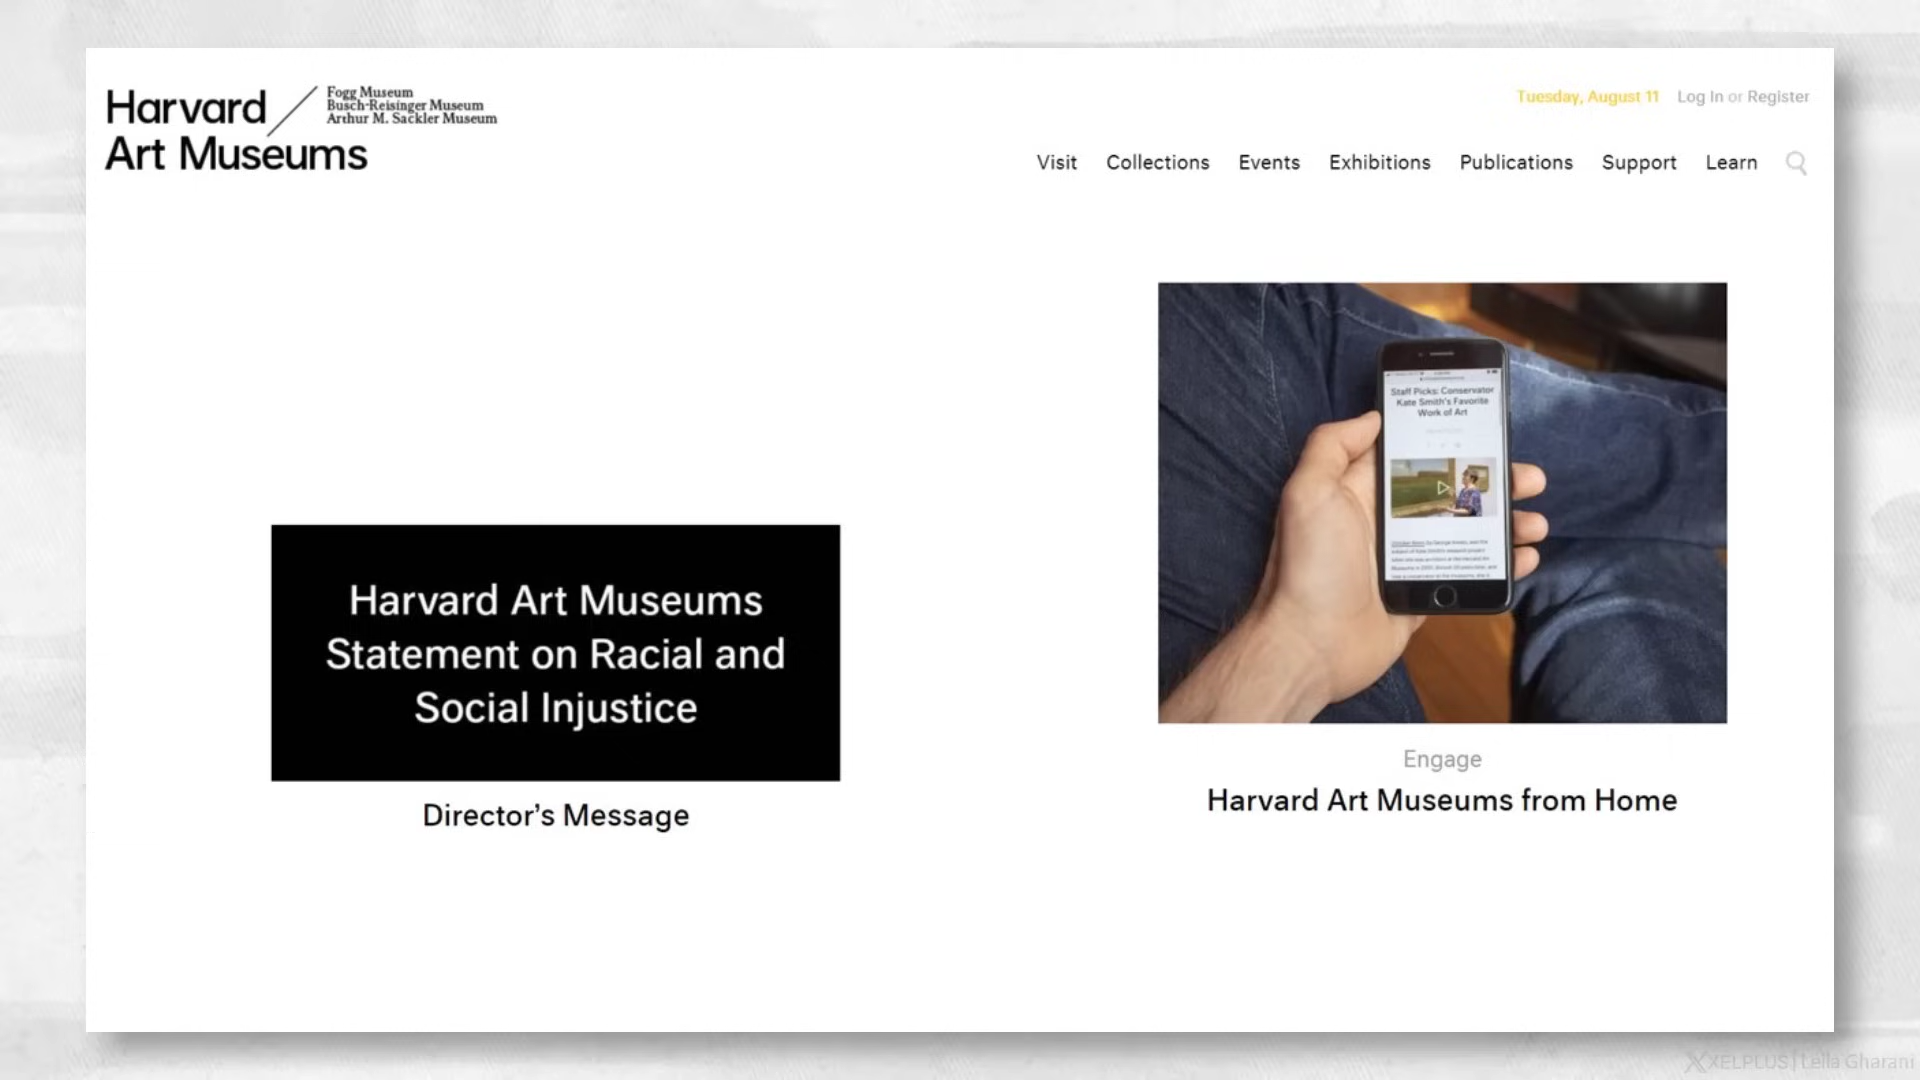 Harvard
Art Museums
Fogg Museum
Busch-Reisinger Museum
Arthur M. Sackler Museum
Tuesday, August 11 Log In or Register
Visit Collections Events Exhibitions Publications Support Learn
Staff Picks: Conservator
Kate Smith's Favorite
Work of Art
Harvard Art Museums
Statement on Racial and
Social Injustice
Director’s Message
Engage
Harvard Art Museums from Home
XELPLUS | Leila Gharani